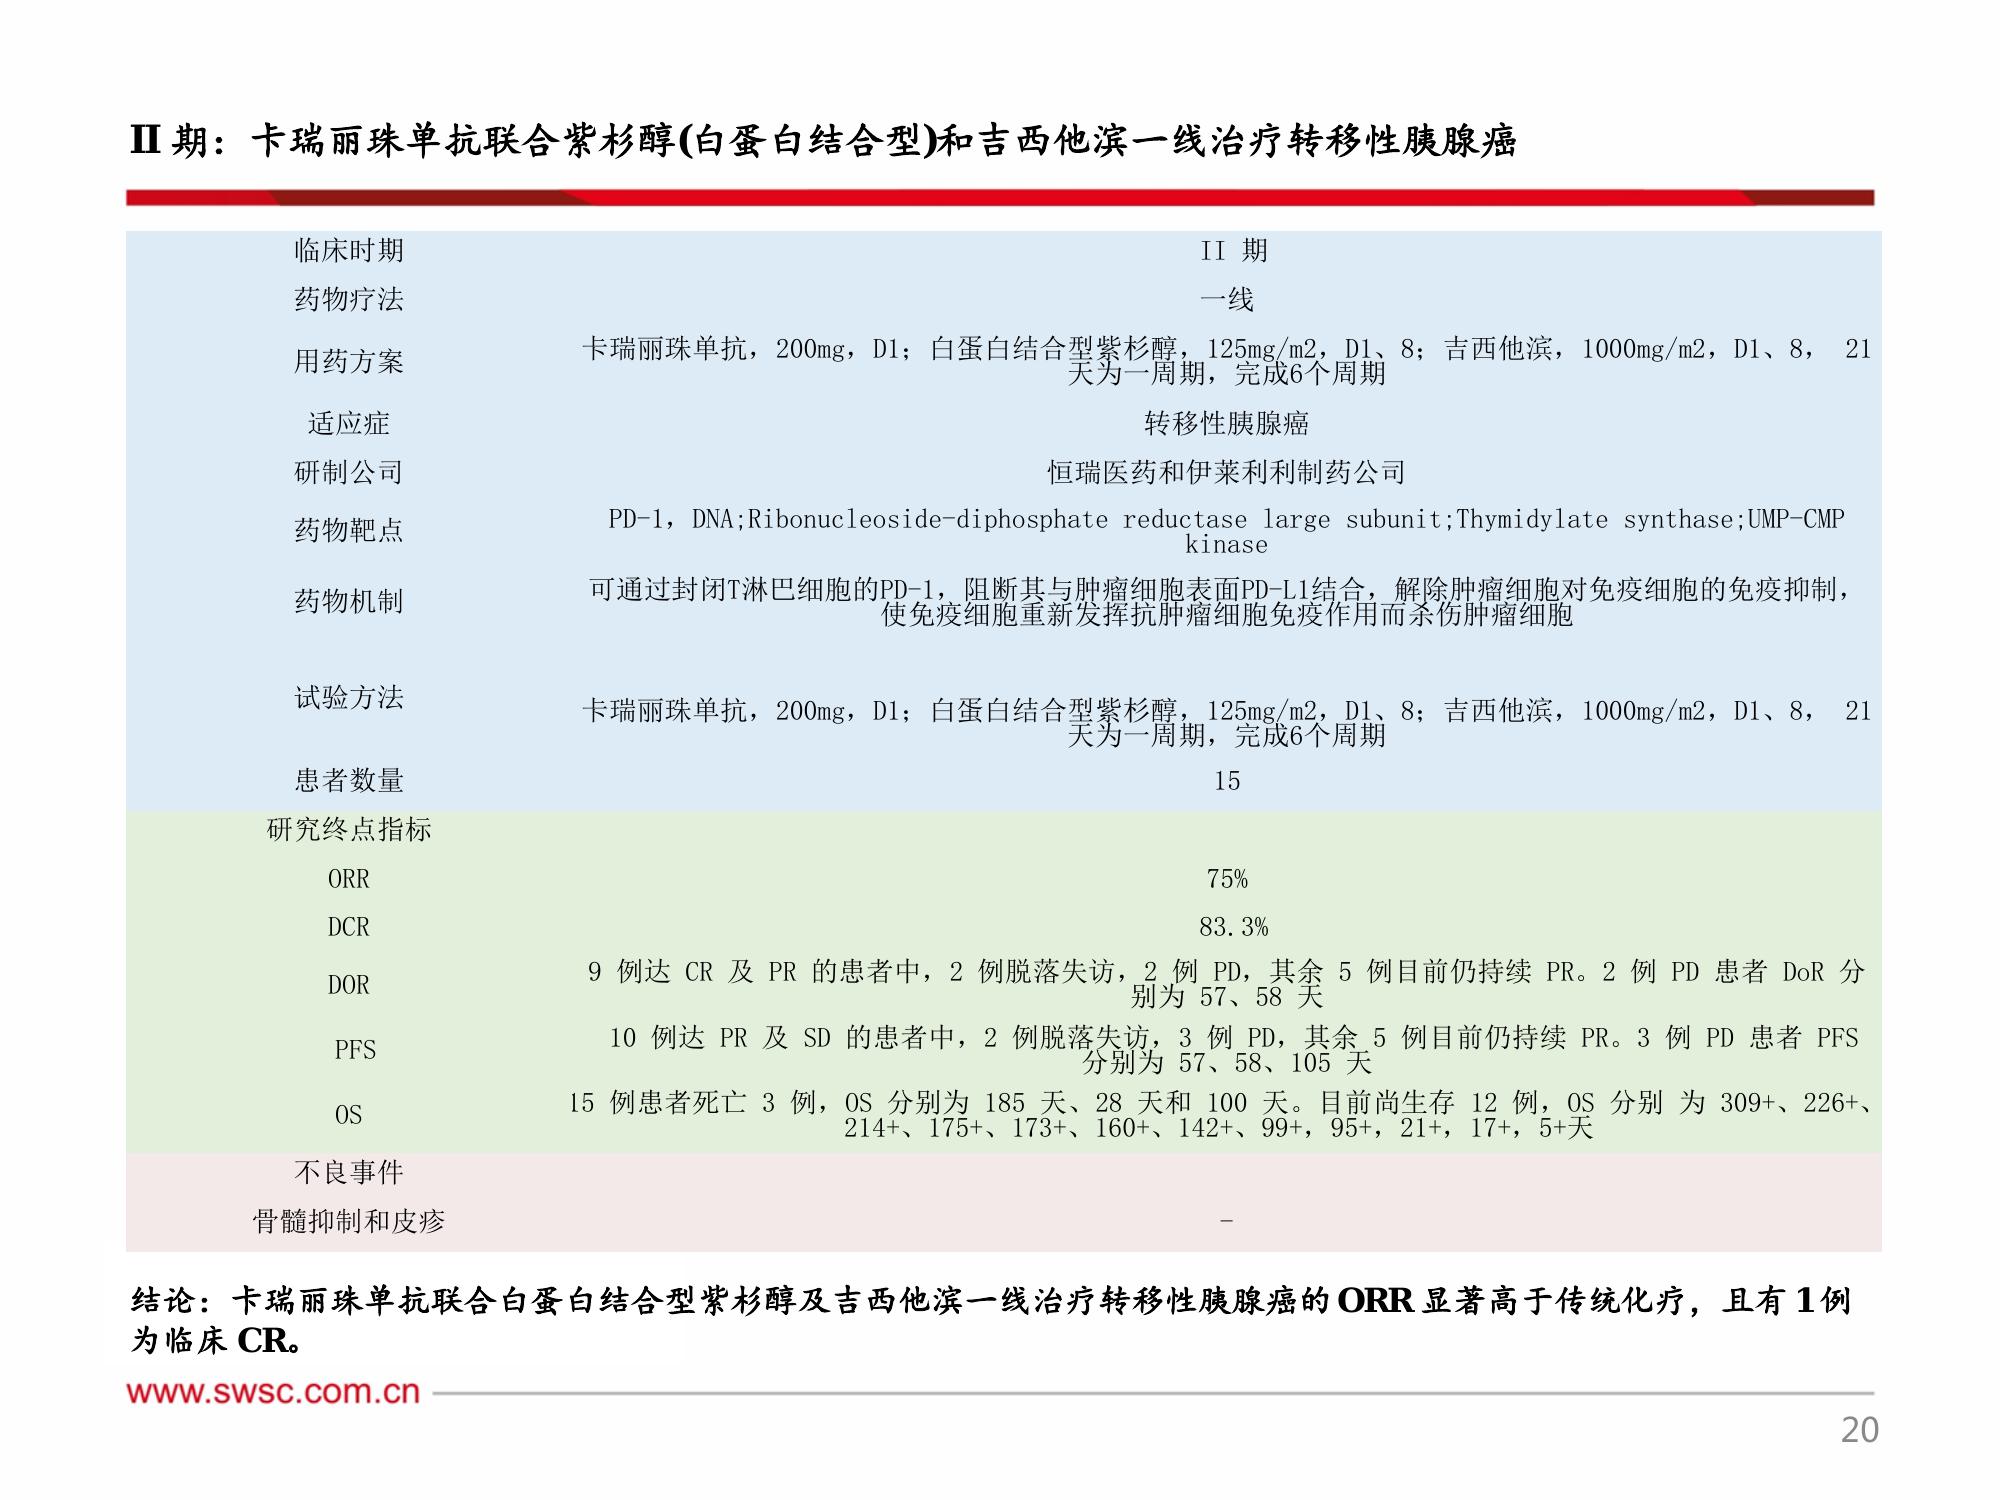 II 期：卡瑞丽珠单抗联合紫杉醇(白蛋白结合型)和吉西他滨一线治疗转移性胰腺癌
临床时期 II 期
药物疗法 一线
用药方案 卡瑞丽珠单抗，200mg，D1；白蛋白结合型紫杉醇，125mg/m2，D1、8；吉西他滨，1000mg/m2，D1、8， 21
天为一周期，完成6个周期
适应症 转移性胰腺癌
研制公司 恒瑞医药和伊莱利利制药公司
药物靶点 PD-1，DNA;Ribonucleoside-diphosphate reductase large subunit;Thymidylate synthase;UMP-CMP
kinase
药物机制 可通过封闭T淋巴细胞的PD-1，阻断其与肿瘤细胞表面PD-L1结合，解除肿瘤细胞对免疫细胞的免疫抑制，
使免疫细胞重新发挥抗肿瘤细胞免疫作用而杀伤肿瘤细胞
试验方法 卡瑞丽珠单抗，200mg，D1；白蛋白结合型紫杉醇，125mg/m2，D1、8；吉西他滨，1000mg/m2，D1、8， 21
天为一周期，完成6个周期
患者数量 15
研究终点指标
ORR 75%
DCR 83.3%
DOR 9 例达 CR 及 PR 的患者中，2 例脱落失访，2 例 PD，其余 5 例目前仍持续 PR。2 例 PD 患者 DoR 分
别为 57、58 天
PFS 10 例达 PR 及 SD 的患者中，2 例脱落失访，3 例 PD，其余 5 例目前仍持续 PR。3 例 PD 患者 PFS
分别为 57、58、105 天
OS 15 例患者死亡 3 例，OS 分别为 185 天、28 天和 100 天。目前尚生存 12 例，OS 分别 为 309+、226+、
214+、175+、173+、160+、142+、99+，95+，21+，17+，5+天
不良事件
骨髓抑制和皮疹 -
结论：卡瑞丽珠单抗联合白蛋白结合型紫杉醇及吉西他滨一线治疗转移性胰腺癌的 ORR 显著高于传统化疗，且有 1 例
为临床 CR。
www.swsc.com.cn
20